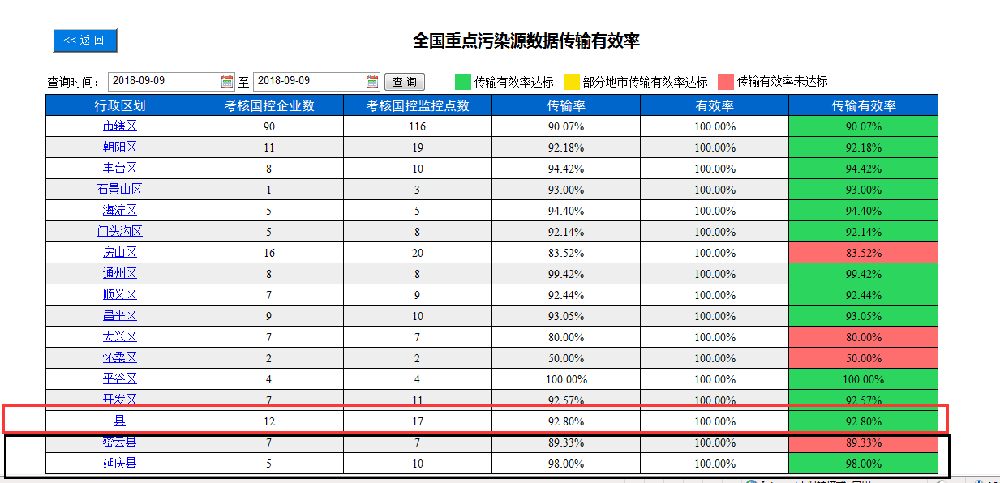 << 返 回
全国重点污染源数据传输有效率
查询时间： 2018-09-09 至 2018-09-09 查 询 传输有效率达标 部分地市传输有效率达标 传输有效率未达标
行政区划 考核国控企业数 考核国控监控点数 传输率 有效率 传输有效率
市辖区 90 116 90.07% 100.00% 90.07%
朝阳区 11 19 92.18% 100.00% 92.18%
丰台区 8 10 94.42% 100.00% 94.42%
石景山区 1 3 93.00% 100.00% 93.00%
海淀区 5 5 94.40% 100.00% 94.40%
门头沟区 5 8 92.14% 100.00% 92.14%
房山区 16 20 83.52% 100.00% 83.52%
通州区 8 8 99.42% 100.00% 99.42%
顺义区 7 9 92.44% 100.00% 92.44%
昌平区 9 10 93.05% 100.00% 93.05%
大兴区 7 7 80.00% 100.00% 80.00%
怀柔区 2 2 50.00% 100.00% 50.00%
平谷区 4 4 100.00% 100.00% 100.00%
开发区 7 11 92.57% 100.00% 92.57%
县 12 17 92.80% 100.00% 92.80%
密云县 7 7 89.33% 100.00% 89.33%
延庆县 5 10 98.00% 100.00% 98.00%